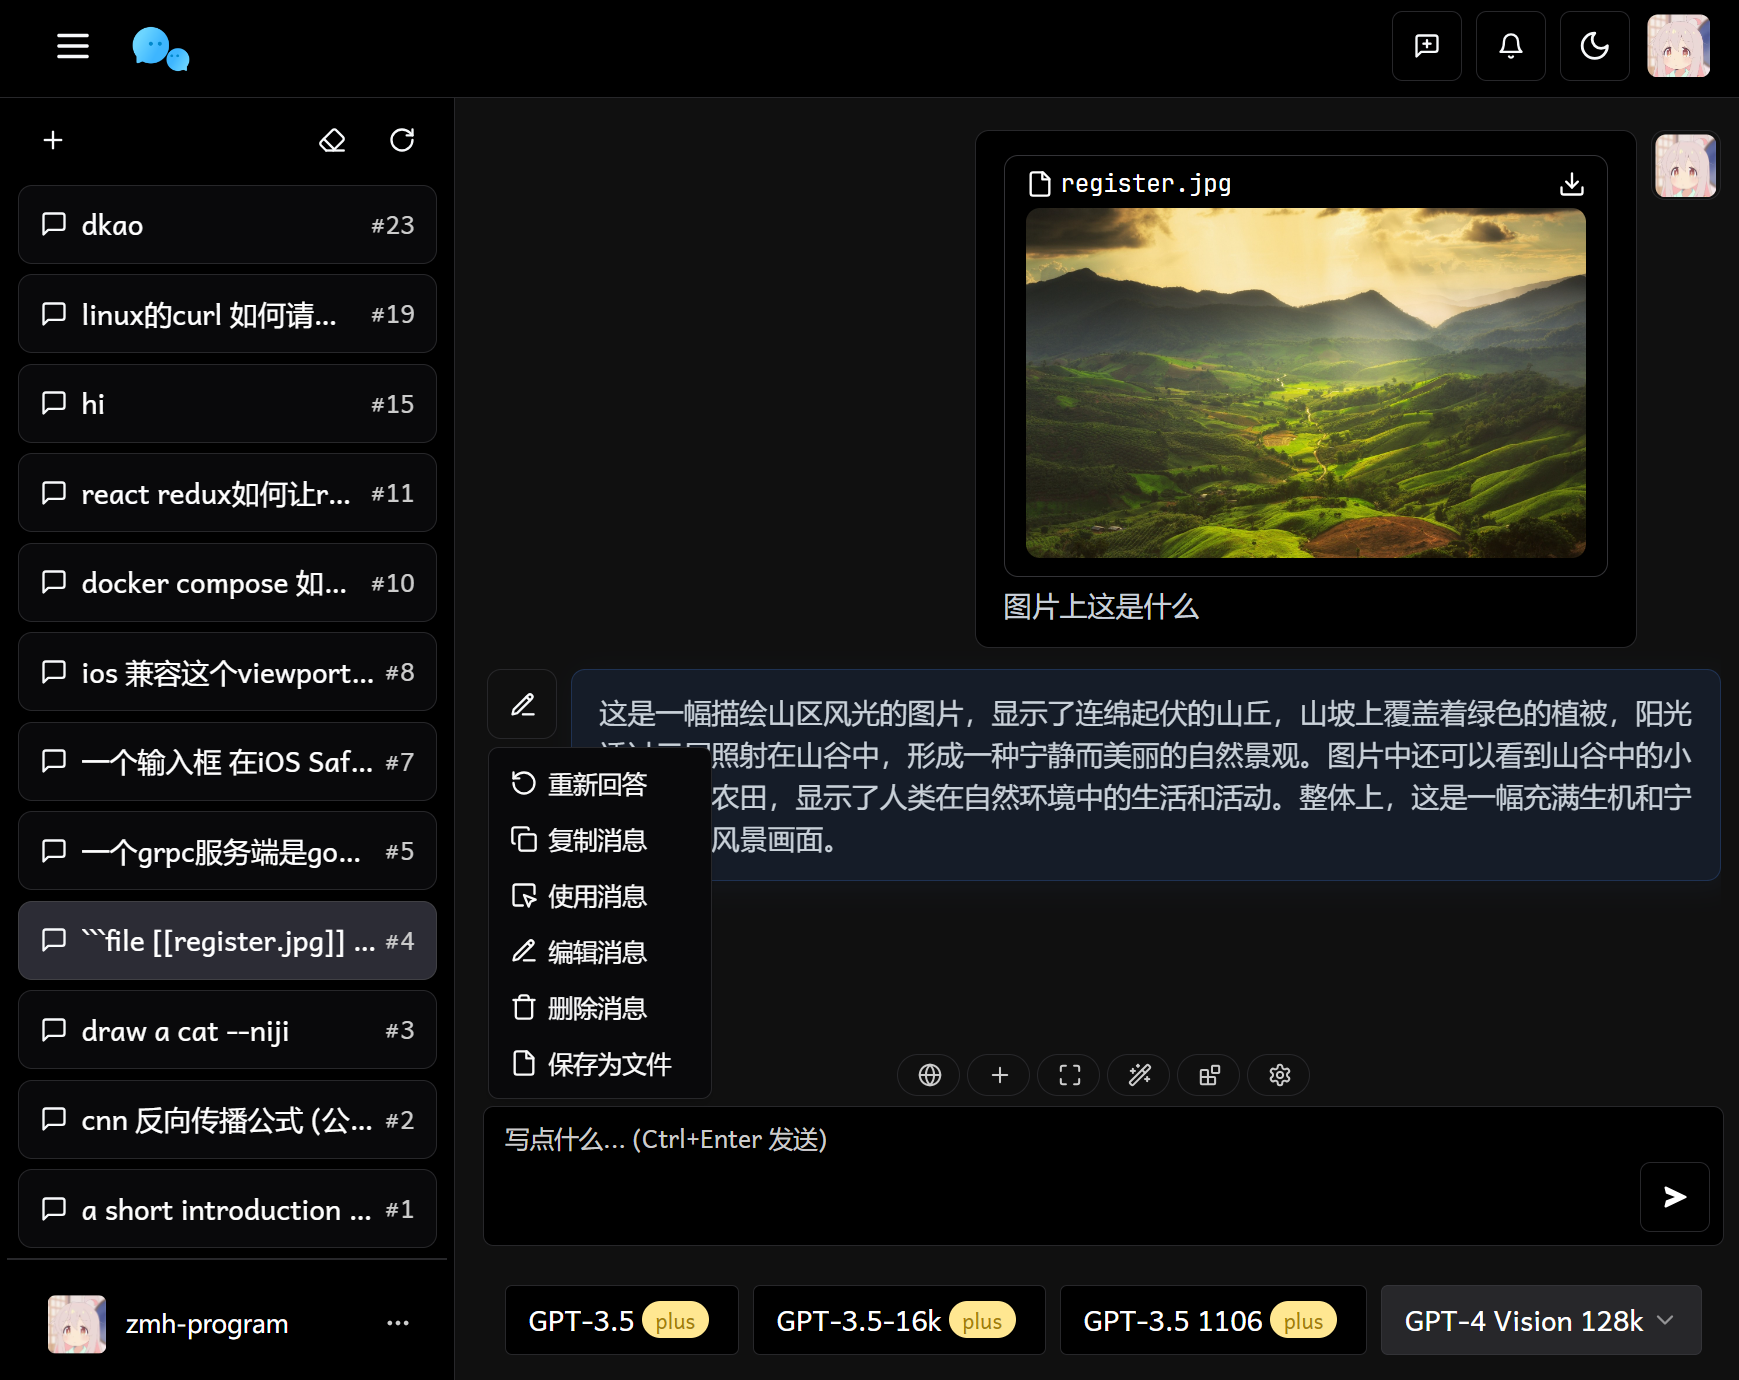 dkao #23
linux的curl 如何请... #19
hi #15
react redux如何让r... #11
docker compose 如... #10
ios 兼容这个viewport... #8
一个输入框 在iOS Saf... #7
一个grpc服务端是go... #5
```file [[register.jpg]] ... #4
draw a cat --niji #3
cnn 反向传播公式 (公... #2
a short introduction ... #1
zmh-program
register.jpg
图片上这是什么
这是一幅描绘山区风光的图片，显示了连绵起伏的山丘，山坡上覆盖着绿色的植被，阳光
照射在山谷中，形成一种宁静而美丽的自然景观。图片中还可以看到山谷中的小
农田，显示了人类在自然环境中的生活和活动。整体上，这是一幅充满生机和宁
风景画面。
重新回答
复制消息
使用消息
编辑消息
删除消息
保存为文件
写点什么... (Ctrl+Enter 发送)
GPT-3.5 plus
GPT-3.5-16k plus
GPT-3.5 1106 plus
GPT-4 Vision 128k